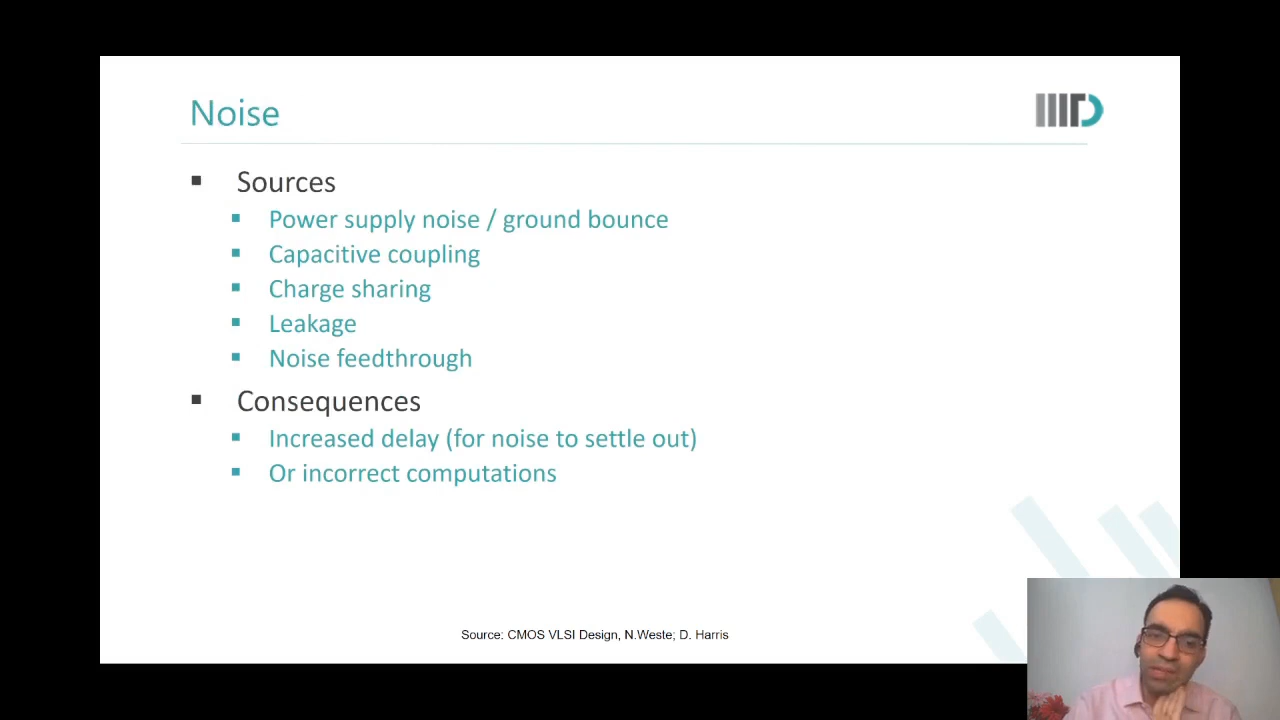 Noise
IIITD
Sources
Power supply noise / ground bounce
Capacitive coupling
Charge sharing
Leakage
Noise feedthrough
Consequences
Increased delay (for noise to settle out)
Or incorrect computations
Source: CMOS VLSI Design, N.Weste; D. Harris